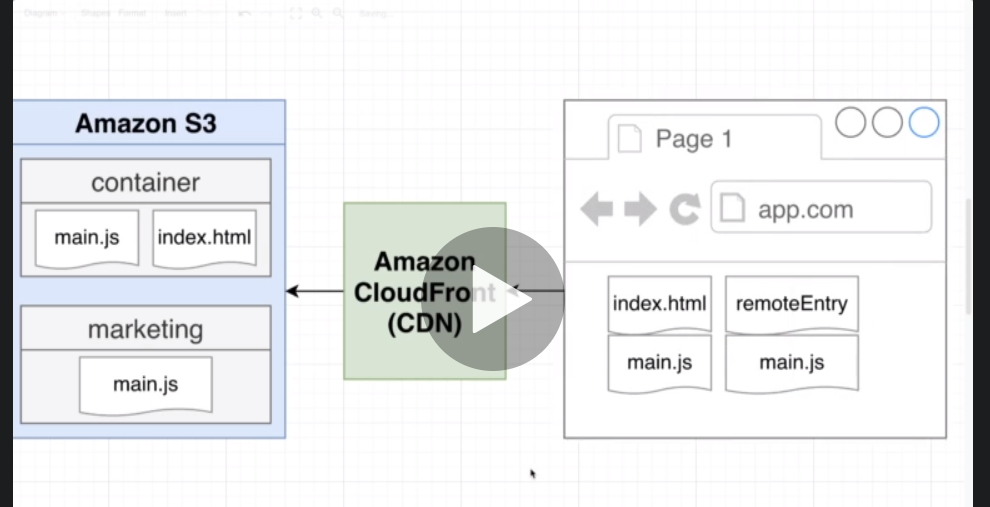 Diagram Shapes Format Insert
Saving...
Amazon S3
container
main.js
index.html
marketing
main.js
Amazon
CloudFront
(CDN)
Page 1
app.com
index.html
remoteEntry
main.js
main.js